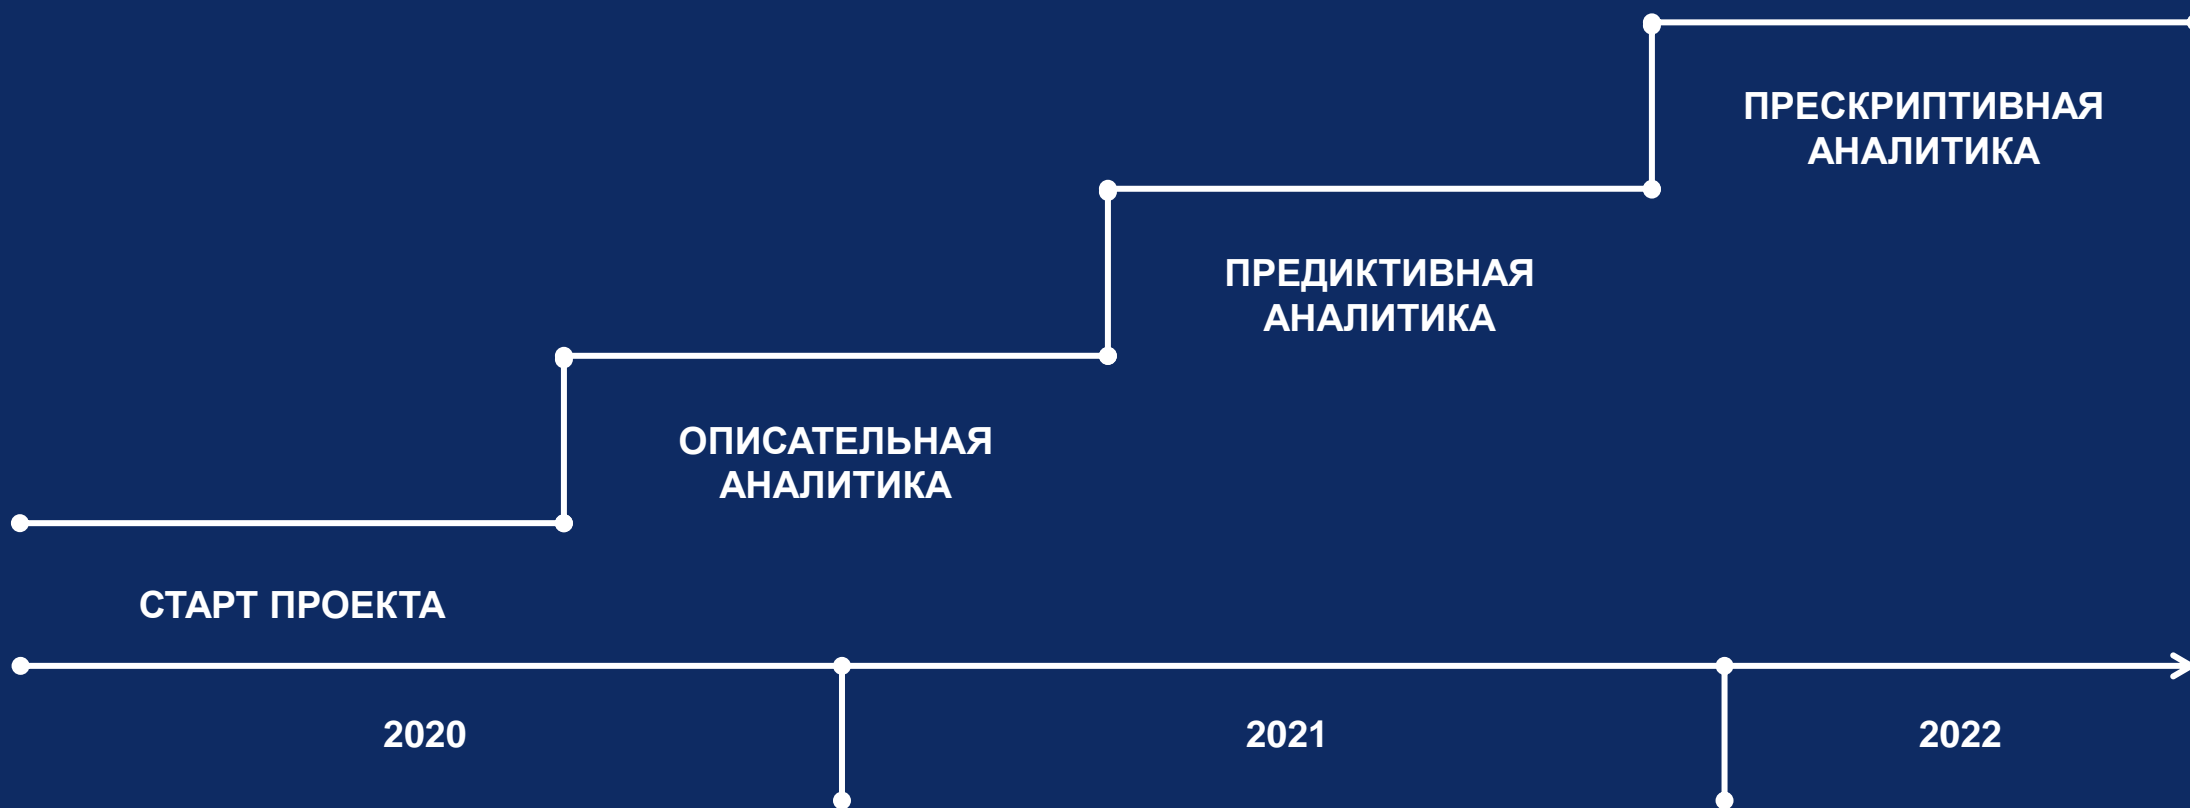 ПРЕСКРИПТИВНАЯ
АНАЛИТИКА
ПРЕДИКТИВНАЯ
АНАЛИТИКА
ОПИСАТЕЛЬНАЯ
АНАЛИТИКА
СТАРТ ПРОЕКТА
2020
2021
2022